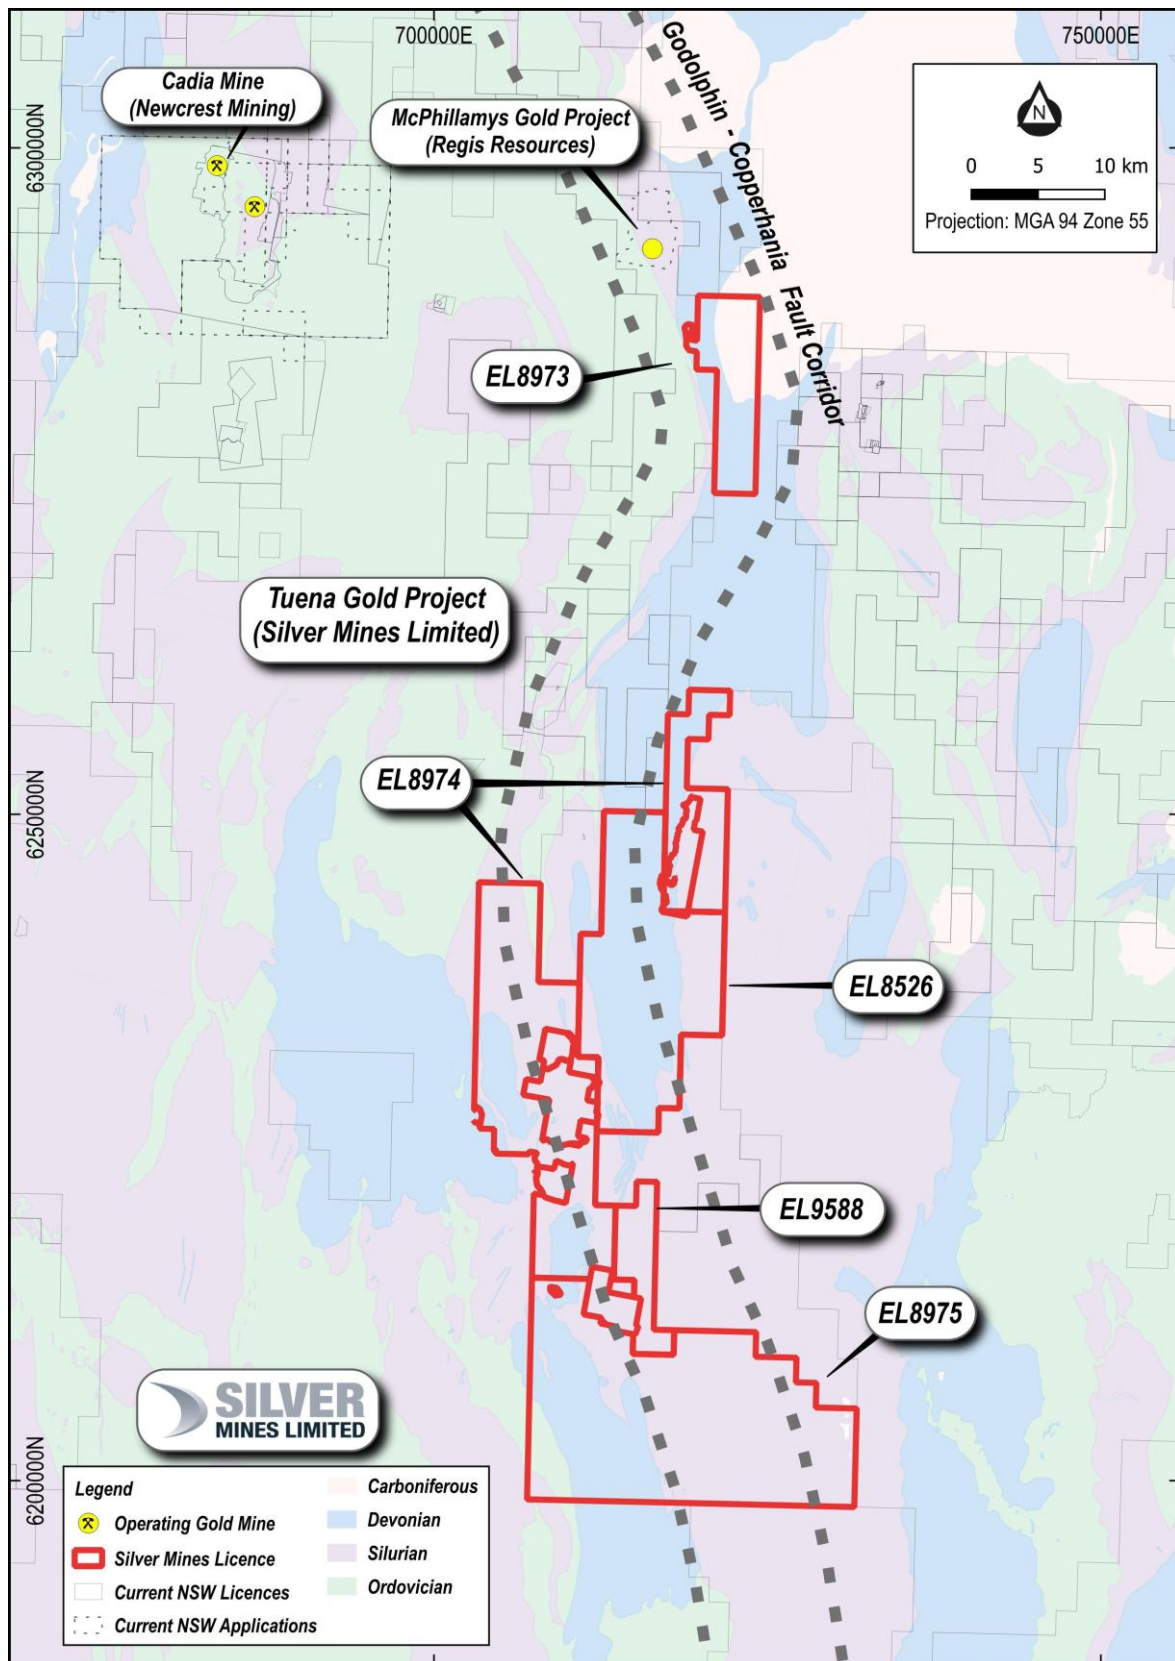 700000E
750000E
6300000N
6250000N
6200000N
Cadia Mine
(Newcrest Mining)
McPhillamys Gold Project
(Regis Resources)
Godolphin - Copperhania Fault Corridor
N
0 5 10 km
Projection: MGA 94 Zone 55
EL8973
Tuena Gold Project
(Silver Mines Limited)
EL8974
EL8526
EL9588
EL8975
SILVER
MINES LIMITED
Legend
Operating Gold Mine
Silver Mines Licence
Current NSW Licences
Current NSW Applications
Carboniferous
Devonian
Silurian
Ordovician